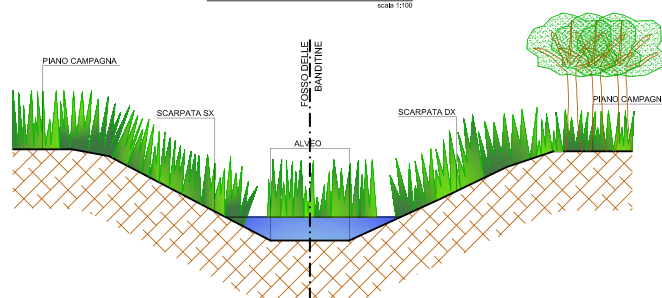 scala 1:100
PIANO CAMPAGNA
FOSSO DELLE
BANDITINE
SCARPATA SX
SCARPATA DX
PIANO CAMPAGN
ALVEO